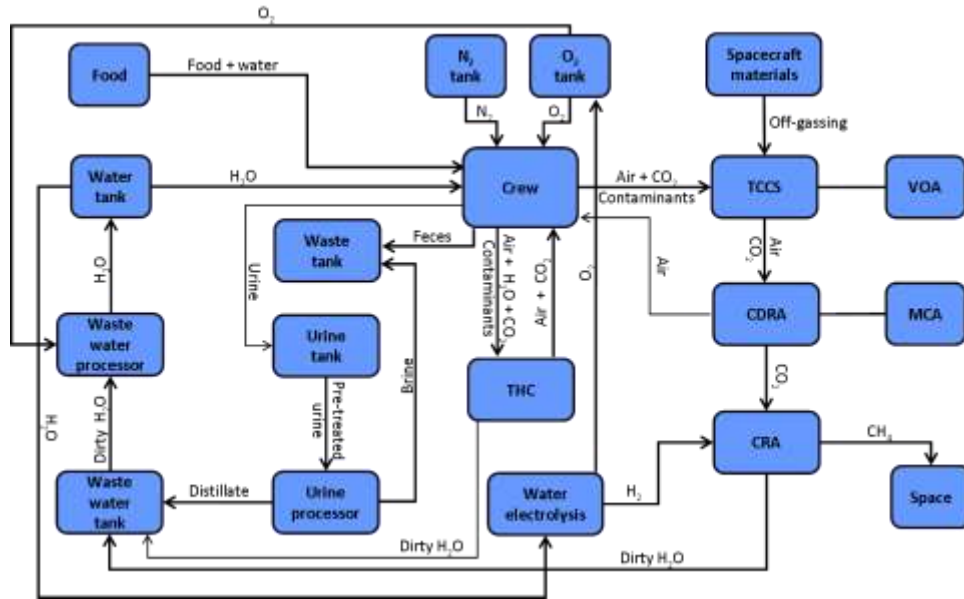 O₂
Food
Food + water
N₂
tank
O₂
tank
Spacecraft
materials
N₂
O₂
Off-gassing
Water
tank
H₂O
Crew
Air + CO₂
Contaminants
TCCS
VOA
Urine
Feces
Waste
tank
Air +
H₂O + CO₂
Contaminants
Air + CO₂
O₂
Air
Air
CO₂
H₂O
CDRA
MCA
Waste
water
processor
Urine
tank
Brine
THC
CO₂
H₂O
Dirty H₂O
Pre-treated
urine
CRA
CH₄
Waste
water
tank
Distillate
Urine
processor
Water
electrolysis
H₂
Space
Dirty H₂O
Dirty H₂O